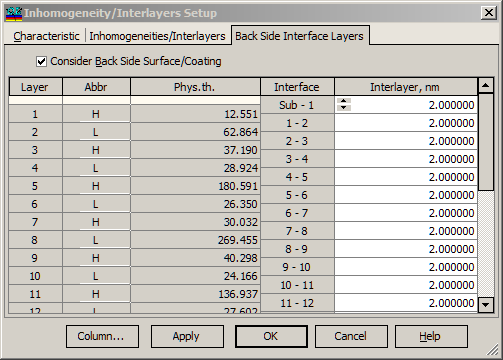 Inhomogeneity/Interlayers Setup
Characteristic Inhomogeneities/Interlayers Back Side Interface Layers
Consider Back Side Surface/Coating
Layer Abbr Phys.th. Interface Interlayer, nm
Sub - 1 2.000000
1 H 12.551 1 - 2 2.000000
2 L 62.864 2 - 3 2.000000
3 H 37.190 3 - 4 2.000000
4 L 28.924 4 - 5 2.000000
5 H 180.591 5 - 6 2.000000
6 L 26.350 6 - 7 2.000000
7 H 30.032 7 - 8 2.000000
8 L 269.455 8 - 9 2.000000
9 H 40.298 9 - 10 2.000000
10 L 24.166 10 - 11 2.000000
11 H 136.937 11 - 12 2.000000
12 L 27.602
Column... Apply OK Cancel Help